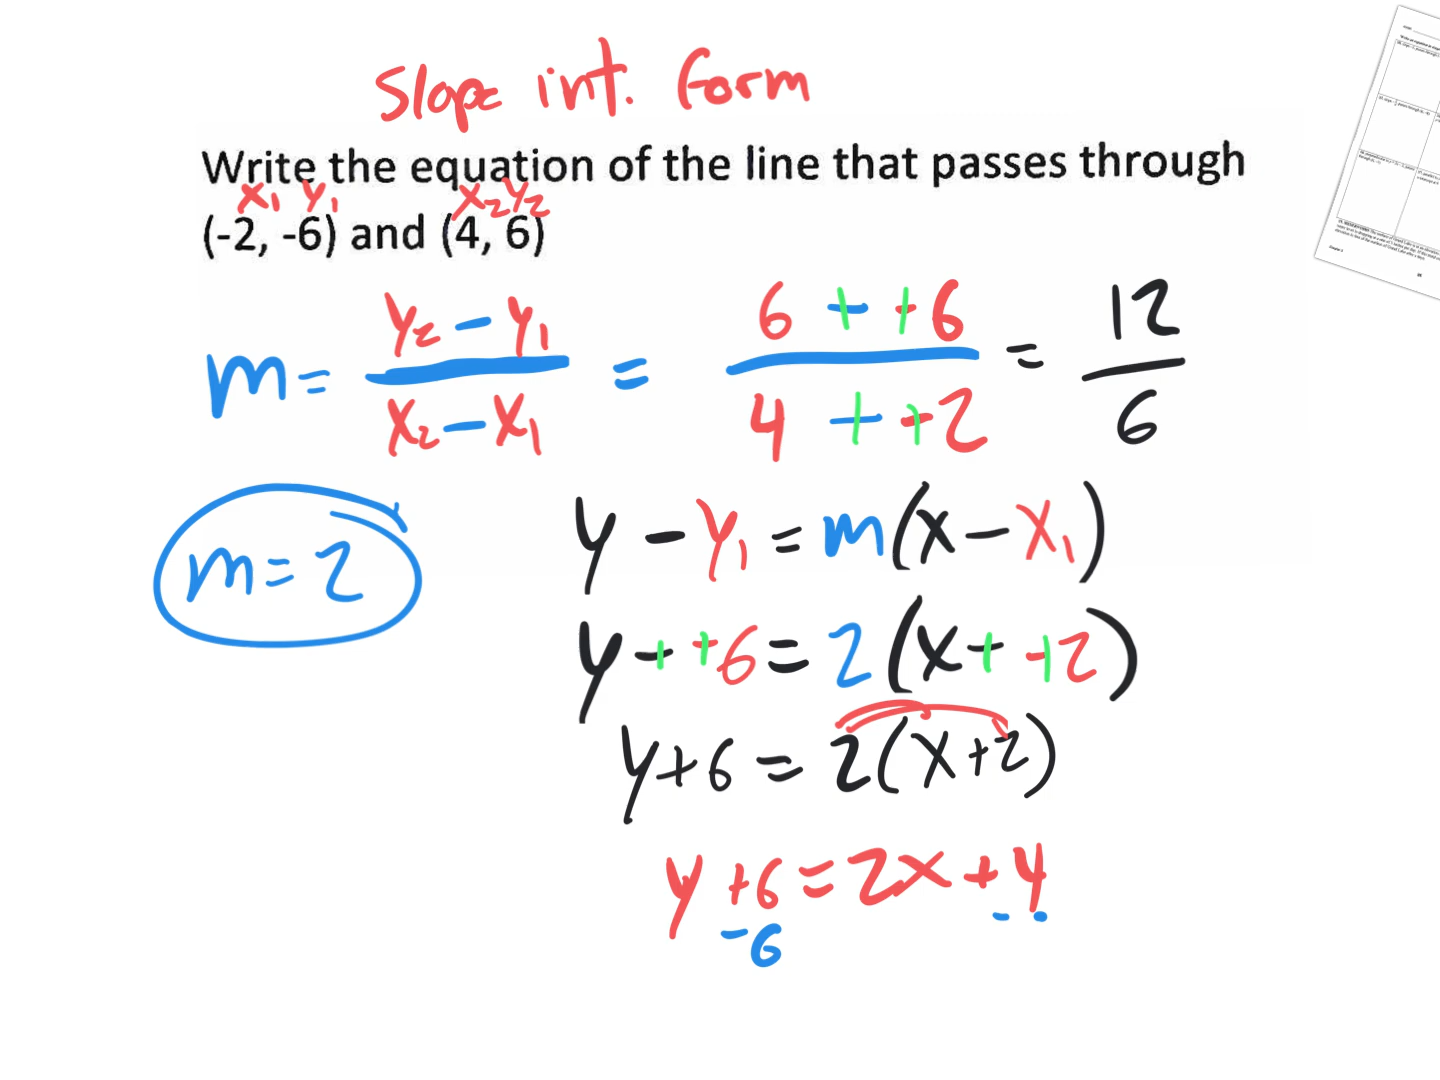 Slope int. form
Write the equation of the line that passes through
x₁ y₁ x₂ y₂
(-2, -6) and (4, 6)
m = y₂ - y₁ / x₂ - x₁ = 6 + +6 / 4 + +2 = 12 / 6
m = 2
y - y₁ = m(x - x₁)
y + +6 = 2(x + +2)
y + 6 = 2(x + 2)
y + 6 = 2x + 4
-6 -